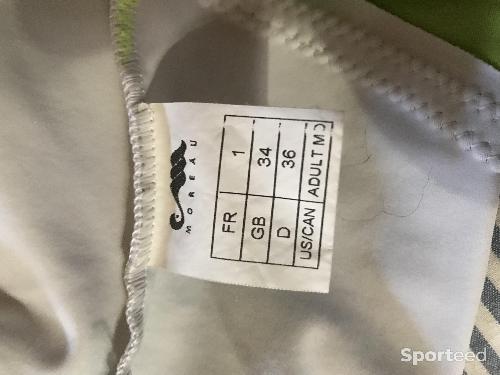 MOREAU
FR 1
GB 34
D 36
US/CAN ADULT M
Sporteed